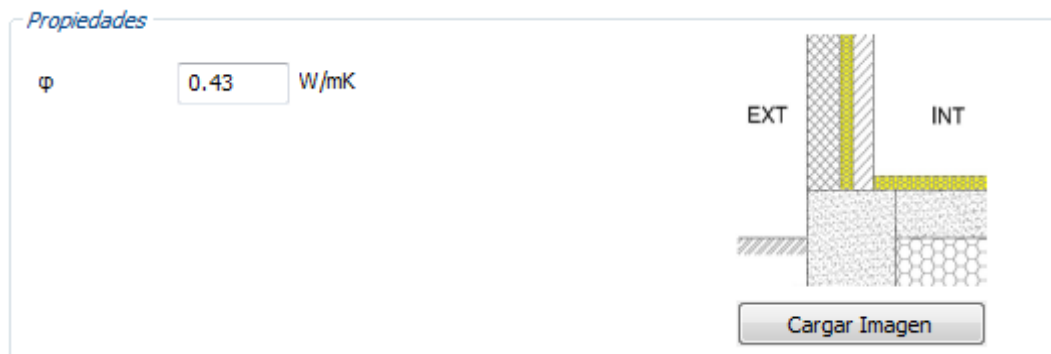 Propiedades
φ 0.43 W/mK
EXT INT
Cargar Imagen